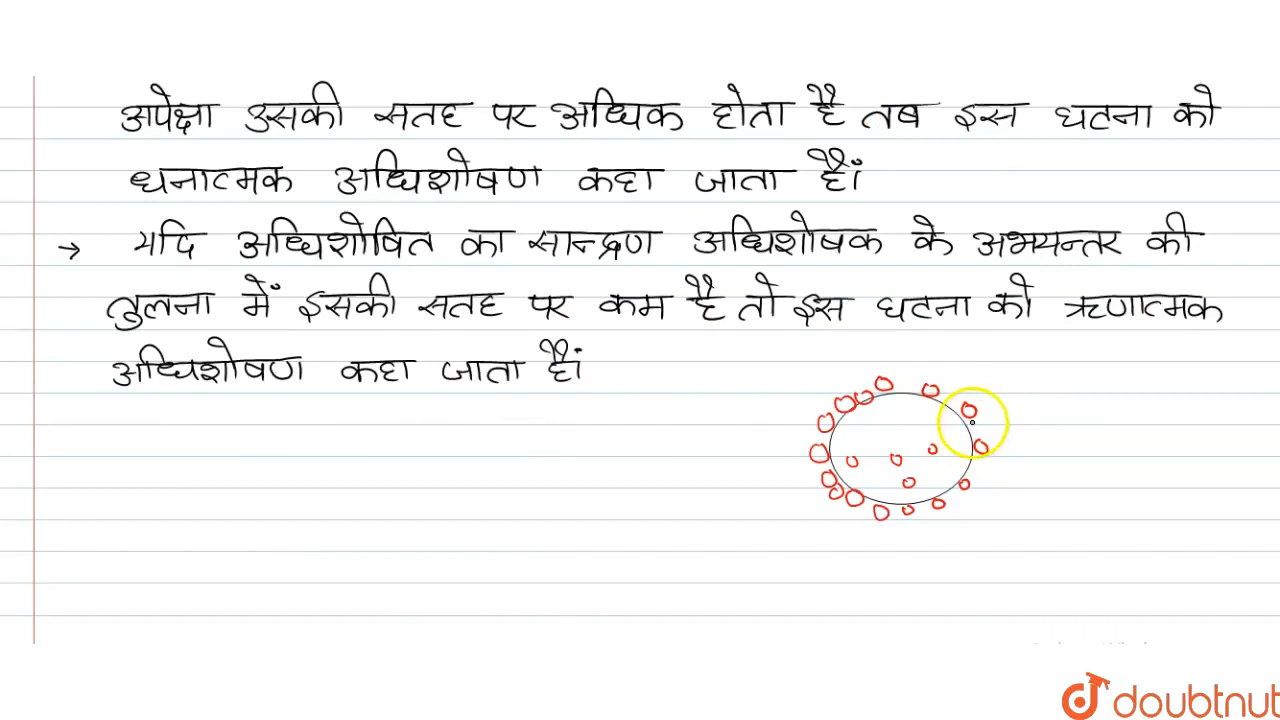 अपेक्षा उसकी सतह पर अधिक होता है तब इस घटना को
धनात्मक अधिशोषण कहा जाता हैं।
→ यदि अधिशोषित का सान्द्रण अधिशोषक के अभ्यन्तर की
तुलना में इसकी सतह पर कम है तो इस घटना को ऋणात्मक
अधिशोषण कहा जाता हैं।
doubtnut